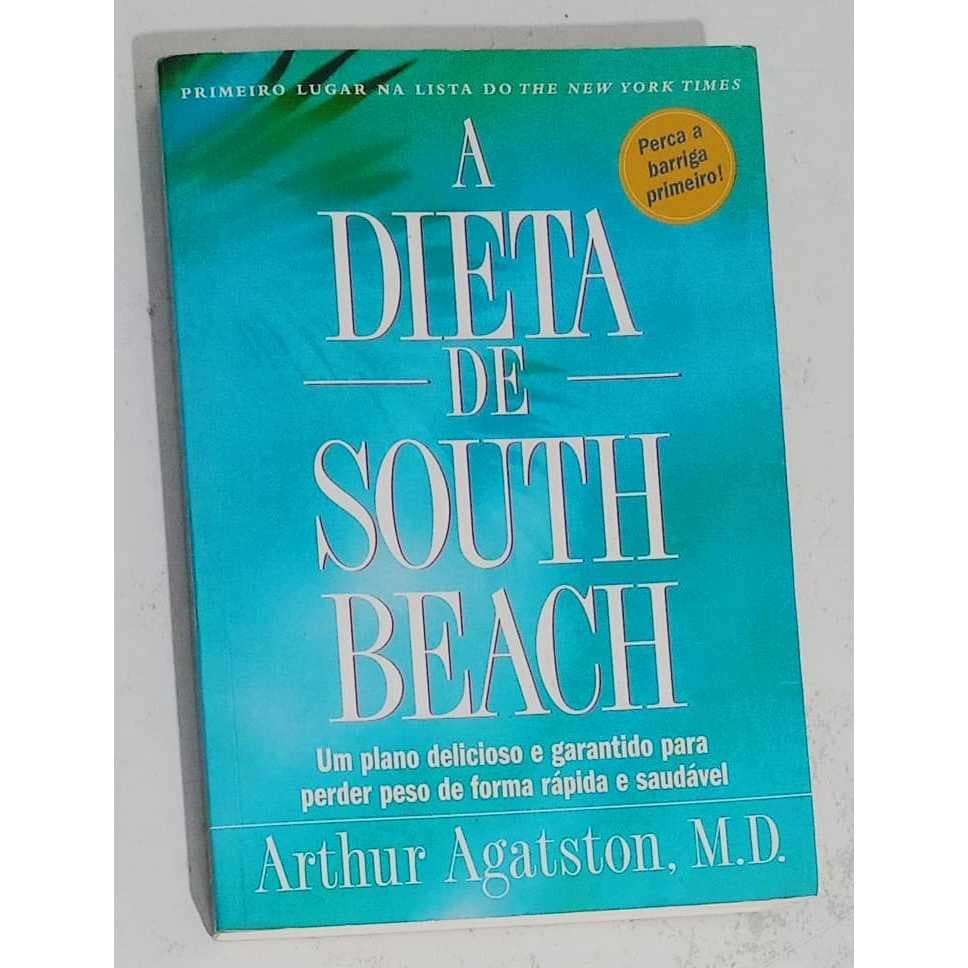 PRIMEIRO LUGAR NA LISTA DO THE NEW YORK TIMES
Perca a
barriga
primeiro!
A
DIETA
DE
SOUTH
BEACH
Um plano delicioso e garantido para
perder peso de forma rápida e saudável
Arthur Agatston, M.D.